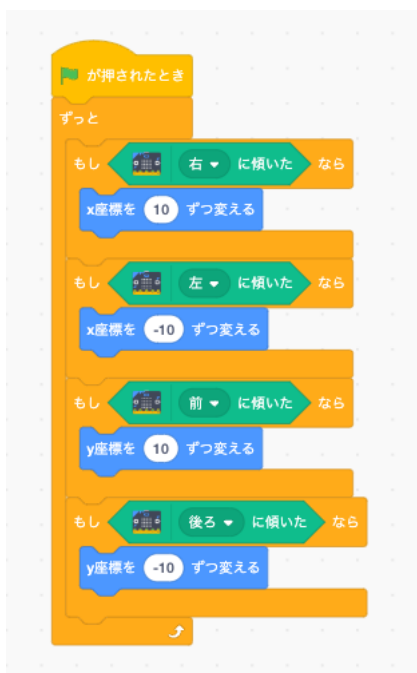 が押されたとき
ずっと
もし 右 に傾いた なら
x座標を 10 ずつ変える
もし 左 に傾いた なら
x座標を -10 ずつ変える
もし 前 に傾いた なら
y座標を 10 ずつ変える
もし 後ろ に傾いた なら
y座標を -10 ずつ変える